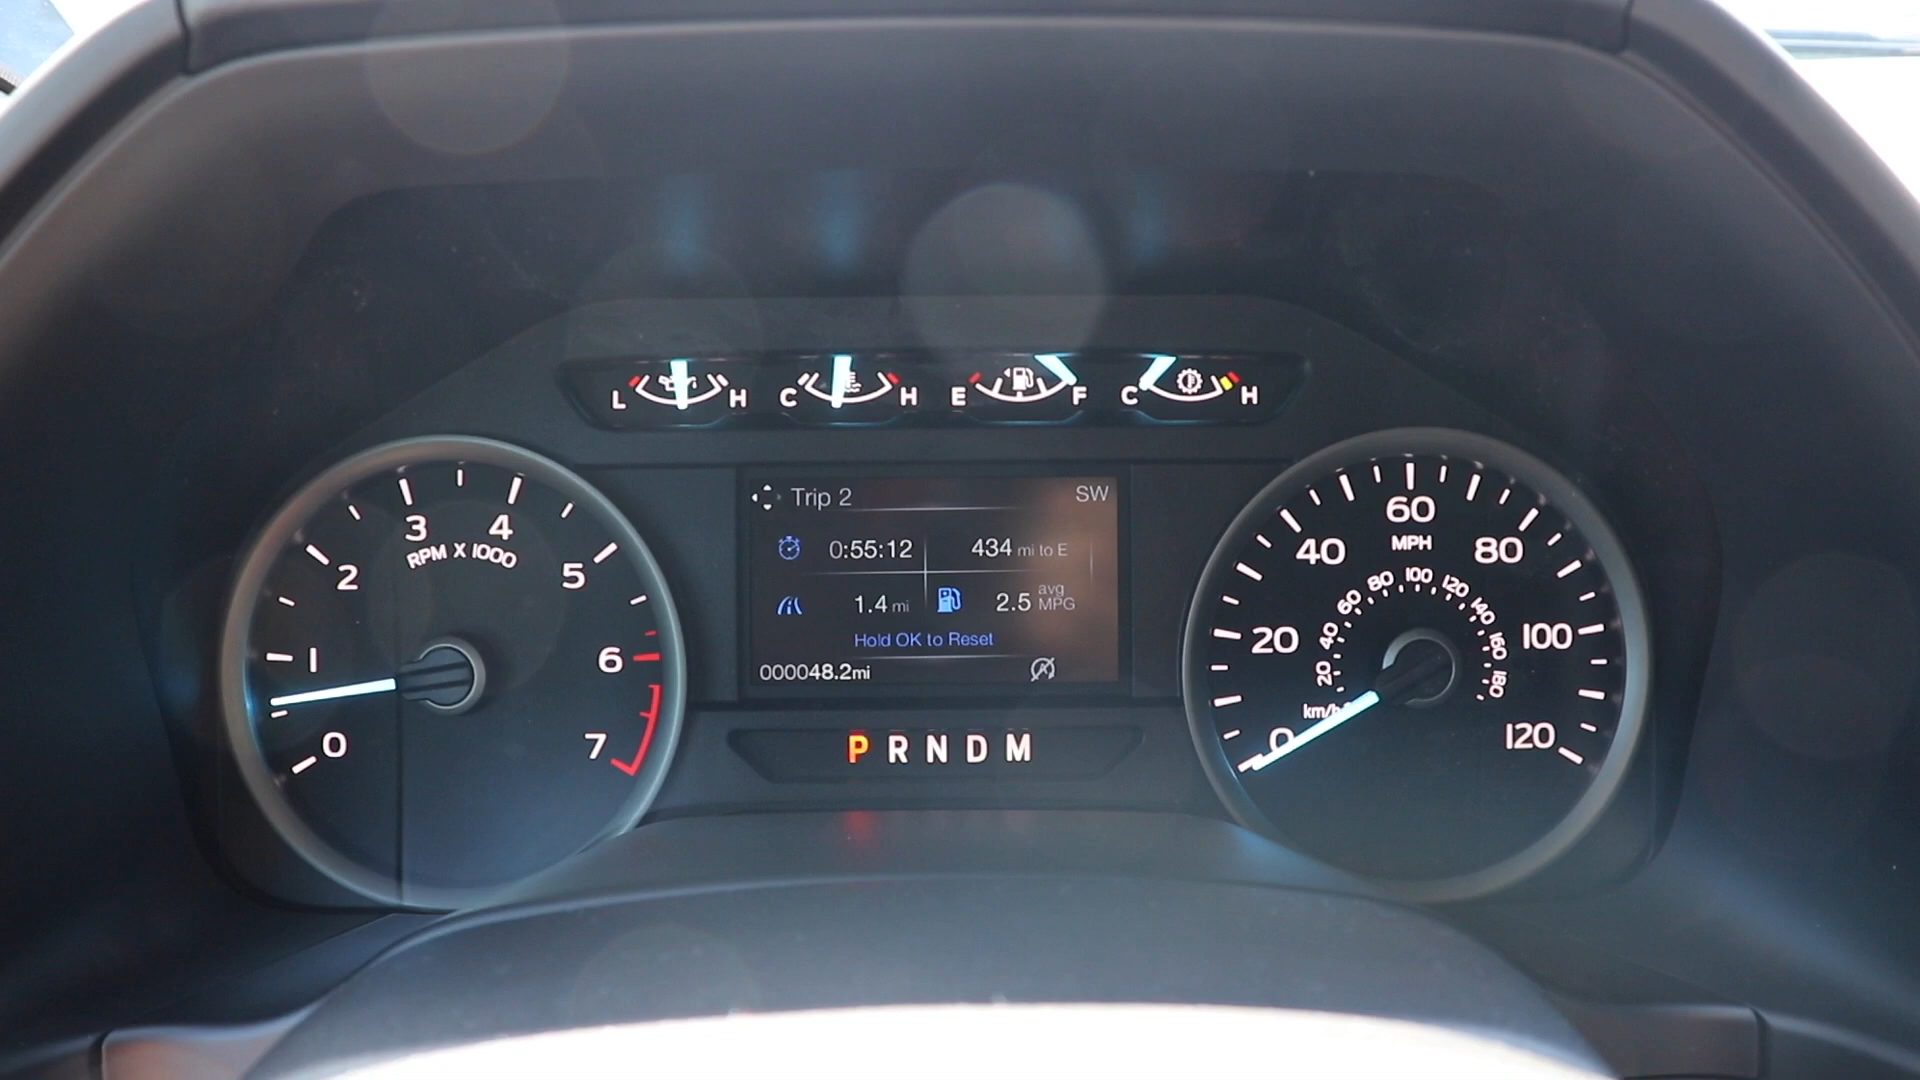 L H C H E F C H
Trip 2 SW
0:55:12 434 mi to E
1.4 mi 2.5 avg MPG
Hold OK to Reset
000048.2mi
P R N D M
0 1 2 3 4 5 6 7
RPM X 1000
0 20 40 60 80 100 120
MPH
20 40 60 80 100 120 140 160 180
km/h